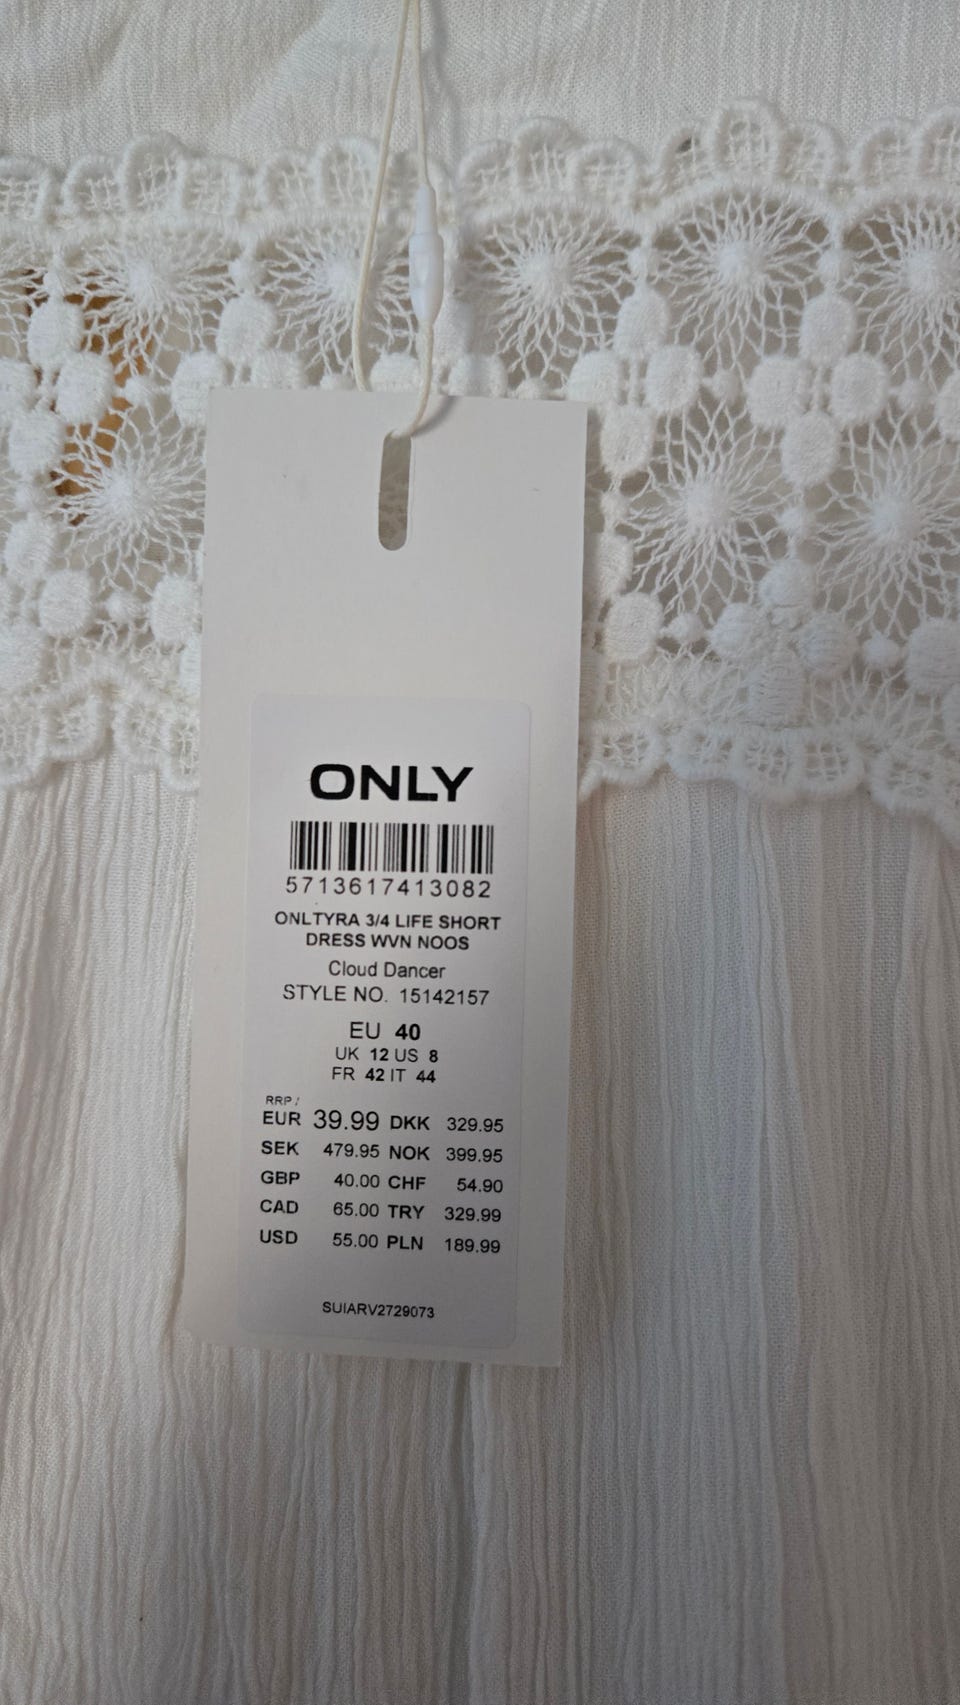 ONLY
5713617413082
ONLTYRA 3/4 LIFE SHORT
DRESS WVN NOOS
Cloud Dancer
STYLE NO. 15142157
EU 40
UK 12 US 8
FR 42 IT 44
RRP /
EUR 39.99 DKK 329.95
SEK 479.95 NOK 399.95
GBP 40.00 CHF 54.90
CAD 65.00 TRY 329.99
USD 55.00 PLN 189.99
SUIARV2729073